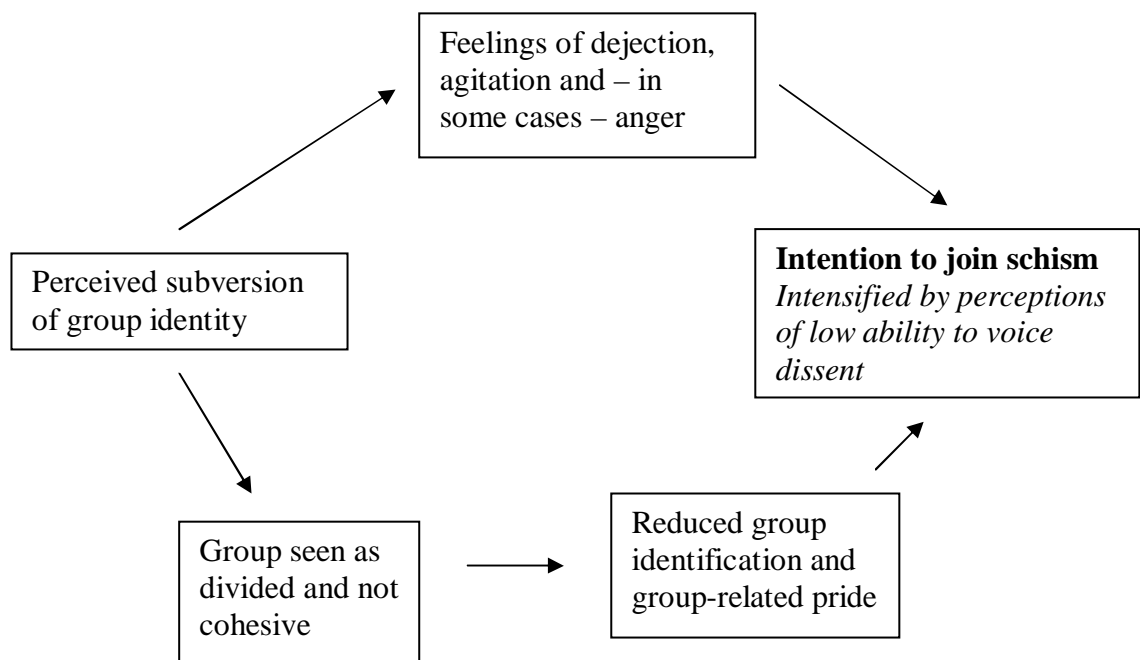 Feelings of dejection,
agitation and – in
some cases – anger
Perceived subversion
of group identity
Intention to join schism
Intensified by perceptions
of low ability to voice
dissent
Group seen as
divided and not
cohesive
Reduced group
identification and
group-related pride